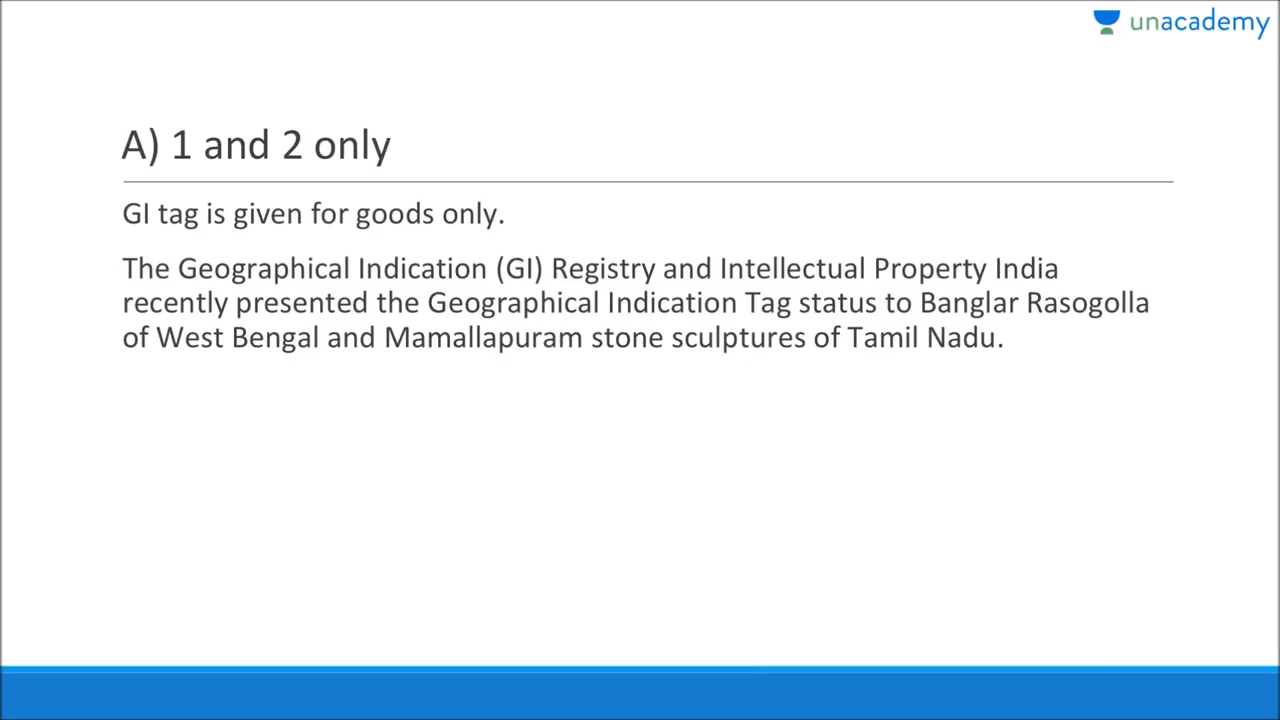 unacademy
A) 1 and 2 only
GI tag is given for goods only.
The Geographical Indication (GI) Registry and Intellectual Property India
recently presented the Geographical Indication Tag status to Banglar Rasogolla
of West Bengal and Mamallapuram stone sculptures of Tamil Nadu.